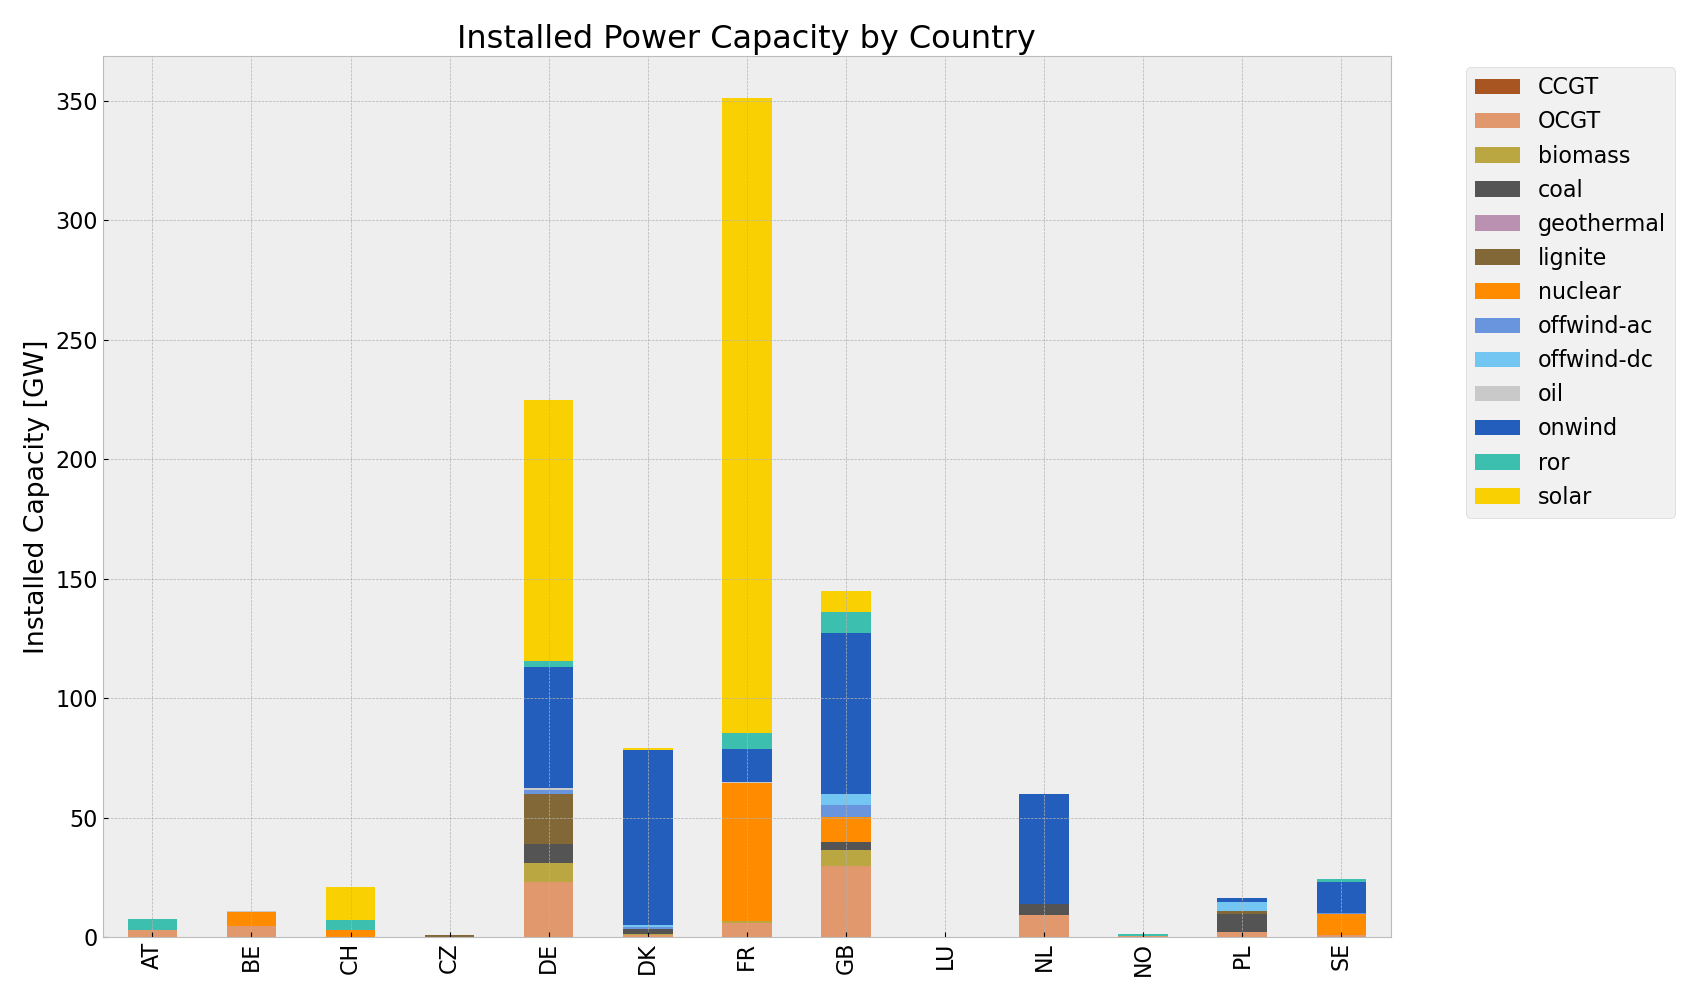 Installed Power Capacity by Country
Installed Capacity [GW]
350
300
250
200
150
100
50
0
AT
BE
CH
CZ
DE
DK
FR
GB
LU
NL
NO
PL
SE
CCGT
OCGT
biomass
coal
geothermal
lignite
nuclear
offwind-ac
offwind-dc
oil
onwind
ror
solar